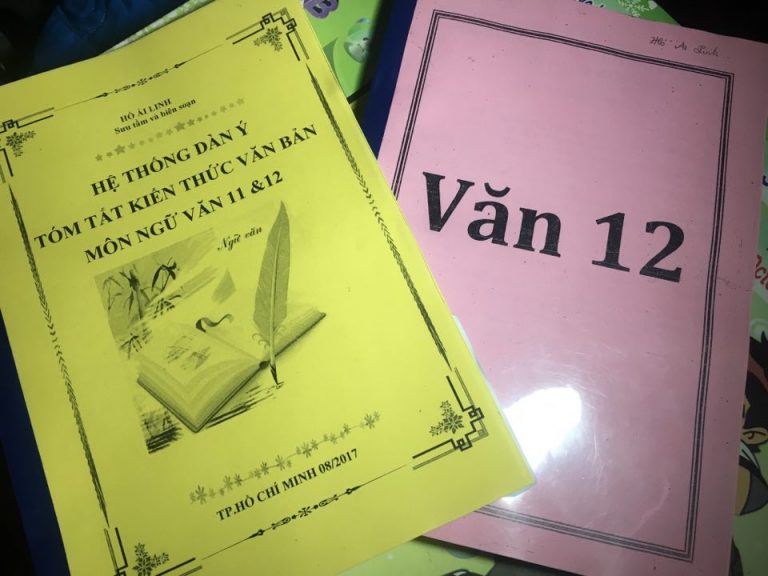 HỒ ÁI LINH
Sưu tầm và biên soạn
HỆ THỐNG DÀN Ý
TÓM TẮT KIẾN THỨC VĂN BẢN
MÔN NGỮ VĂN 11 &12
Ngữ văn
TP.HỒ CHÍ MINH 08/2017
Hồ Ái Linh
Văn 12